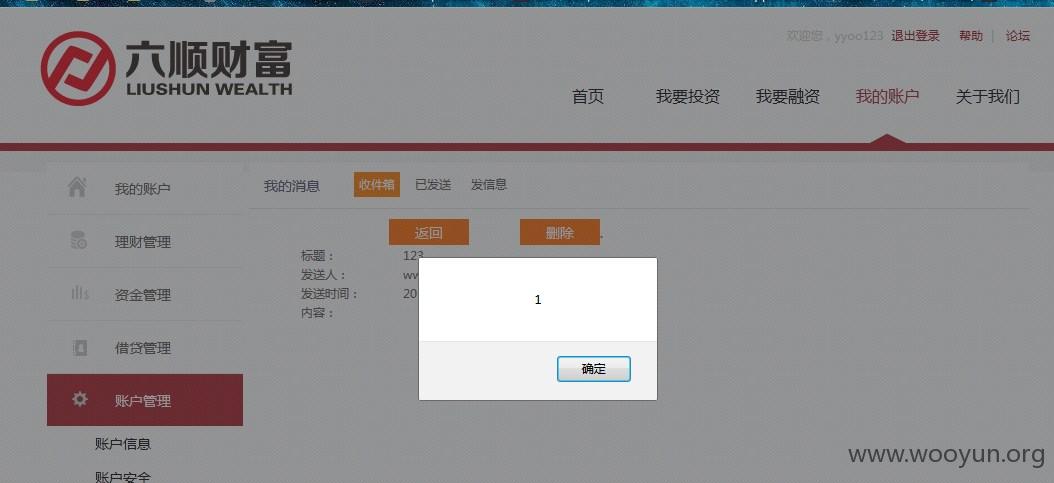 欢迎您，yyoo123 退出登录 帮助 | 论坛
六顺财富
LIUSHUN WEALTH
首页 我要投资 我要融资 我的账户 关于我们
我的账户
理财管理
资金管理
借贷管理
账户管理
账户信息
账户安全
我的消息 收件箱 已发送 发信息
返回 删除
标题： 123
发送人：
发送时间： 20
内容：
1
确定
www.wooyun.org